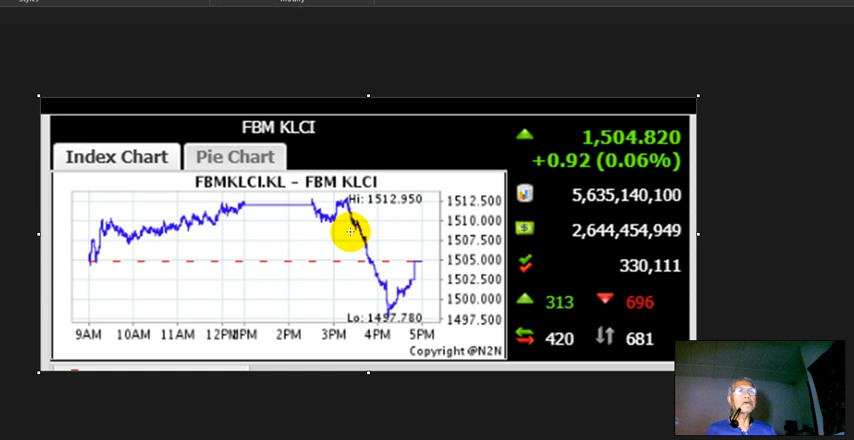 FBM KLCI
Index Chart
Pie Chart
FBMKLCI.KL - FBM KLCI
Hi: 1512.950
1512.500
1510.000
1507.500
1505.000
1502.500
1500.000
1497.500
Lo: 1497.780
9AM 10AM 11AM 2PM 3PM 4PM 5PM
Copyright @N2N
1,504.820
+0.92 (0.06%)
5,635,140,100
2,644,454,949
330,111
313 696
420 681